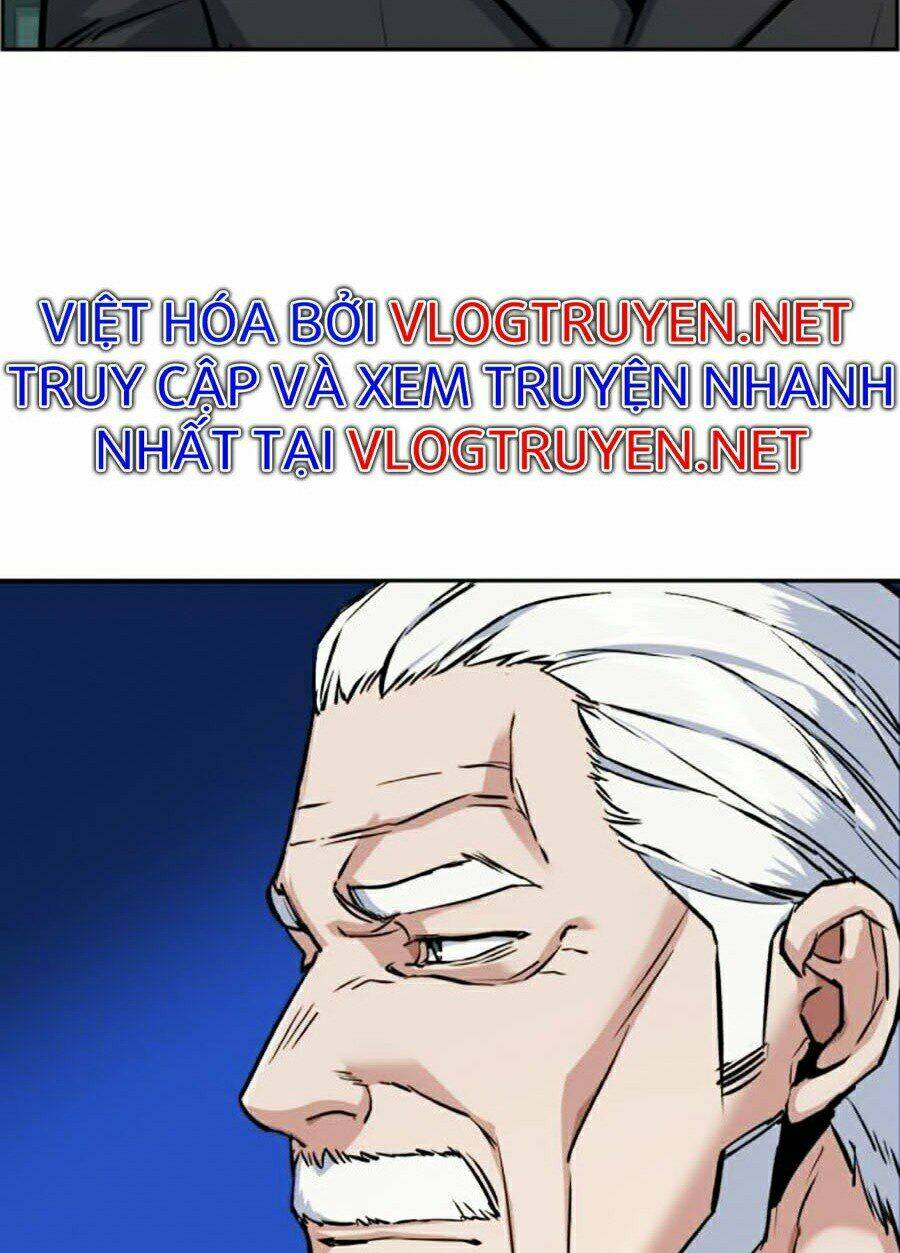 VIỆT HÓA BỞI VLOGTRUYEN.NET
TRUY CẬP VÀ XEM TRUYỆN NHANH
NHẤT TẠI VLOGTRUYEN.NET